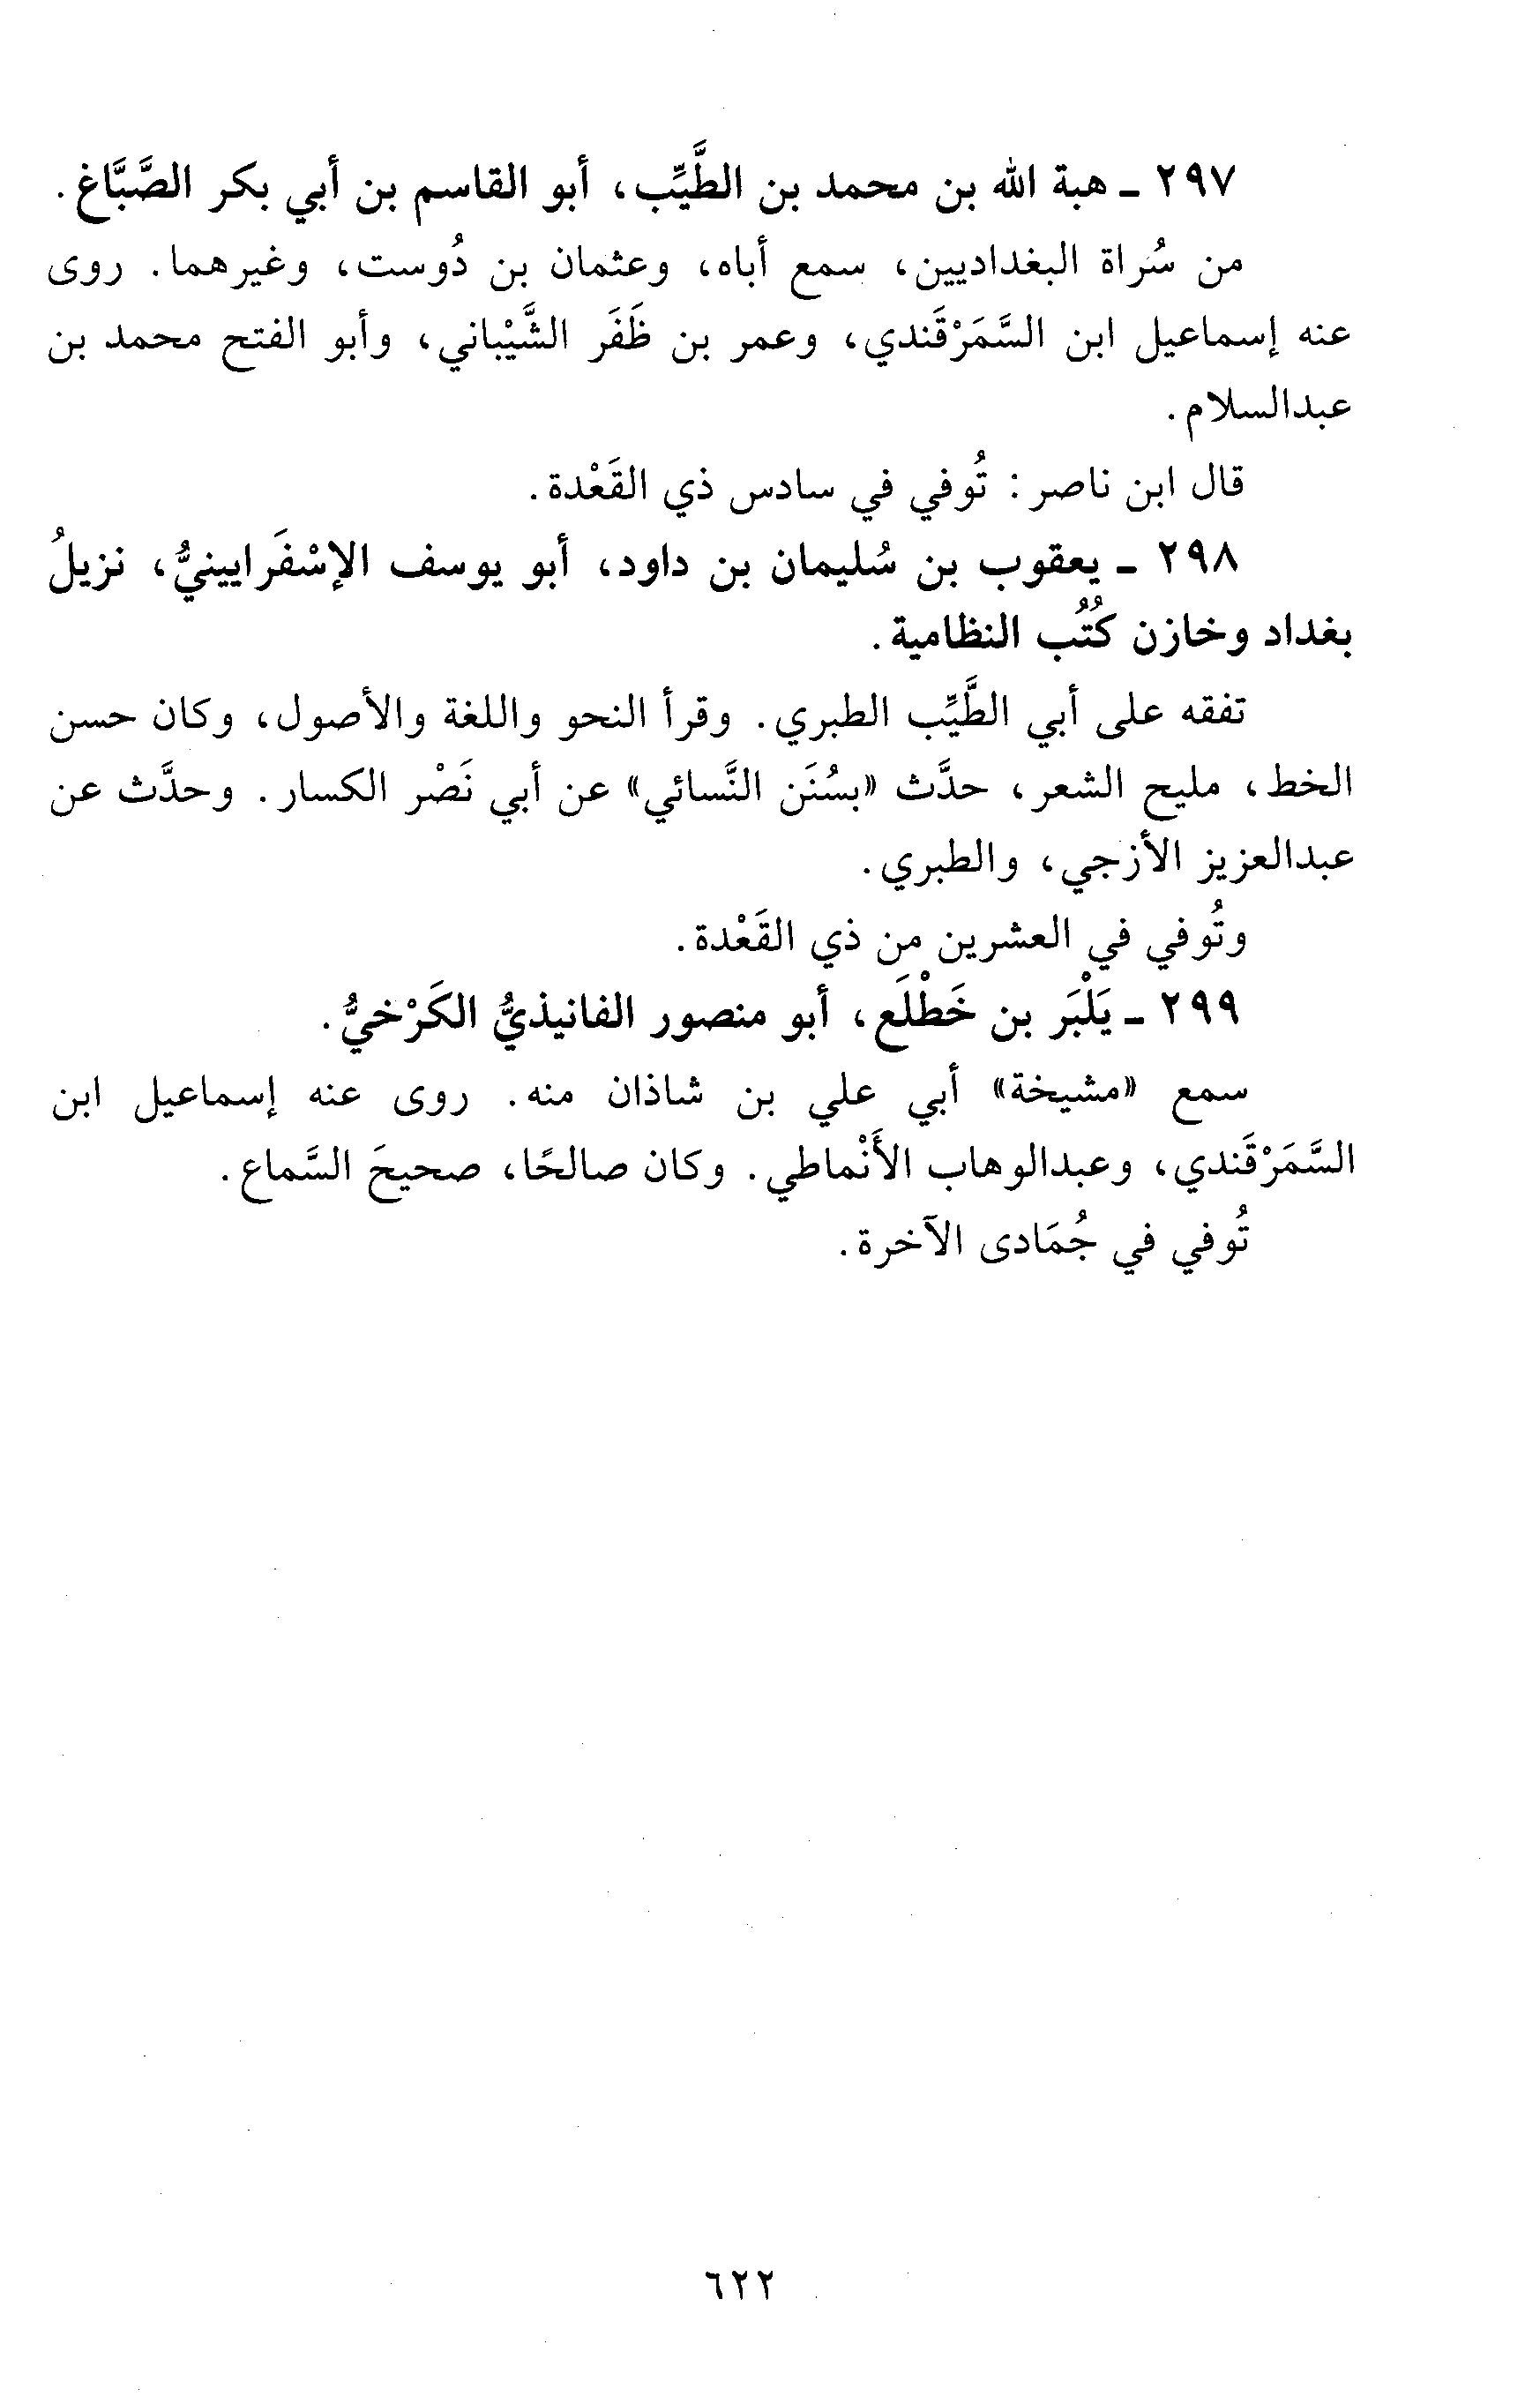 ٢٩٧ ـ هبة الله بن محمد بن الطَّيِّب، أبو القاسم بن أبي بكر الصَّبَّاغ.
من سُراة البغداديين، سمع أباه، وعثمان بن دُوست، وغيرهما. روى
عنه إسماعيل ابن السَّمَرْقَندي، وعمر بن ظَفَر الشَّيْباني، وأبو الفتح محمد بن
عبدالسلام.
قال ابن ناصر: تُوفي في سادس ذي القَعْدة.
٢٩٨ ـ يعقوب بن سُليمان بن داود، أبو يوسف الإسْفَرايينيُّ، نزيلُ
بغداد وخازن كُتُب النظامية.
تفقه على أبي الطَّيِّب الطبري. وقرأ النحو واللغة والأصول، وكان حسن
الخط، مليح الشعر، حدَّث «بسُنَن النَّسائي» عن أبي نَصْر الكسار. وحدَّث عن
عبدالعزيز الأزجي، والطبري.
وتُوفي في العشرين من ذي القَعْدة.
٢٩٩ ـ يَلْبَر بن خَطْلَع، أبو منصور الفانيذيُّ الكَرْخيُّ.
سمع «مشيخة» أبي علي بن شاذان منه. روى عنه إسماعيل ابن
السَّمَرْقَندي، وعبدالوهاب الأَنْماطي. وكان صالحًا، صحيحَ السَّماع.
تُوفي في جُمَادى الآخرة.
٦٢٢